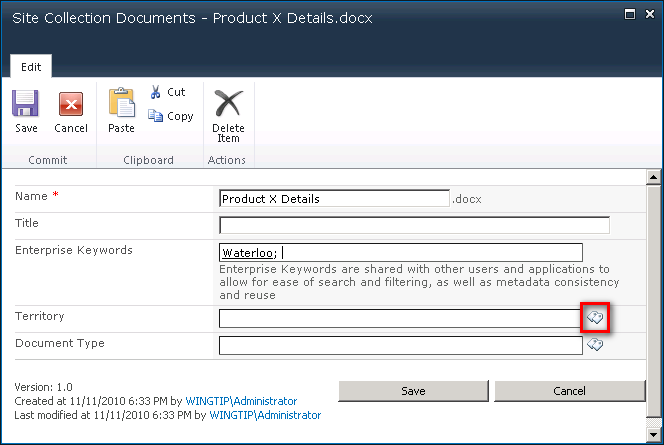 Site Collection Documents - Product X Details.docx
Edit
Save
Cancel
Paste
Cut
Copy
Delete
Item
Commit
Clipboard
Actions
Name *
Product X Details .docx
Title
Enterprise Keywords
Waterloo;
Enterprise Keywords are shared with other users and applications to
allow for ease of search and filtering, as well as metadata consistency
and reuse
Territory
Document Type
Version: 1.0
Created at 11/11/2010 6:33 PM by WINGTIP\Administrator
Last modified at 11/11/2010 6:33 PM by WINGTIP\Administrator
Save
Cancel